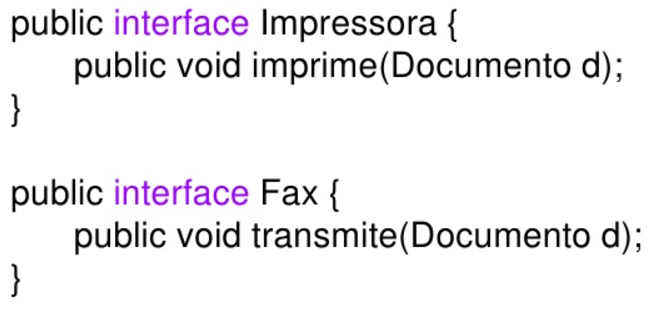 public interface Impressora {
public void imprime(Documento d);
}
public interface Fax {
public void transmite(Documento d);
}